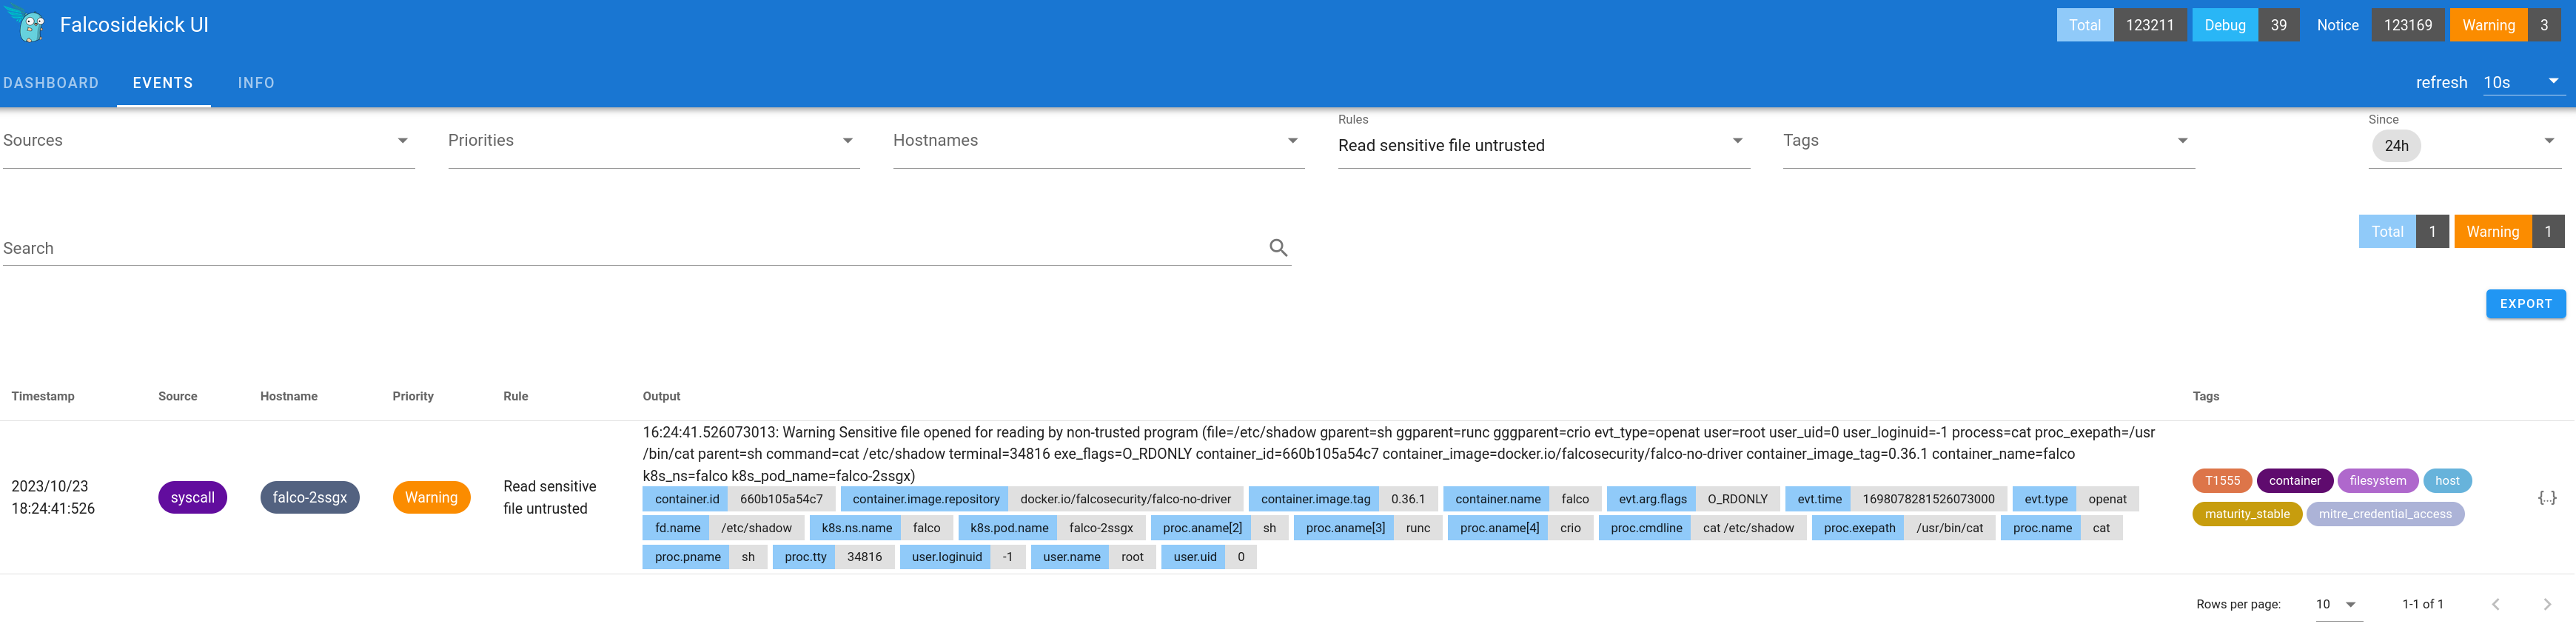 Falcosidekick UI
Total 123211 Debug 39 Notice 123169 Warning 3
DASHBOARD EVENTS INFO
refresh 10s
Rules
Since
Sources Priorities Hostnames Read sensitive file untrusted Tags 24h
Total 1 Warning 1
Search
EXPORT
Timestamp Source Hostname Priority Rule Output Tags
2023/10/23
18:24:41:526
syscall
falco-2ssgx
Warning
Read sensitive
file untrusted
16:24:41.526073013: Warning Sensitive file opened for reading by non-trusted program (file=/etc/shadow gparent=sh ggparent=runc gggparent=crio evt_type=openat user=root user_uid=0 user_loginuid=-1 process=cat proc_exepath=/usr
/bin/cat parent=sh command=cat /etc/shadow terminal=34816 exe_flags=O_RDONLY container_id=660b105a54c7 container_image=docker.io/falcosecurity/falco-no-driver container_image_tag=0.36.1 container_name=falco
k8s_ns=falco k8s_pod_name=falco-2ssgx)
container.id 660b105a54c7 container.image.repository docker.io/falcosecurity/falco-no-driver container.image.tag 0.36.1 container.name falco evt.arg.flags O_RDONLY evt.time 1698078281526073000 evt.type openat
fd.name /etc/shadow k8s.ns.name falco k8s.pod.name falco-2ssgx proc.aname[2] sh proc.aname[3] runc proc.aname[4] crio proc.cmdline cat /etc/shadow proc.exepath /usr/bin/cat proc.name cat
proc.pname sh proc.tty 34816 user.loginuid -1 user.name root user.uid 0
T1555 container filesystem host
maturity_stable mitre_credential_access
{...}
Rows per page: 10 1-1 of 1